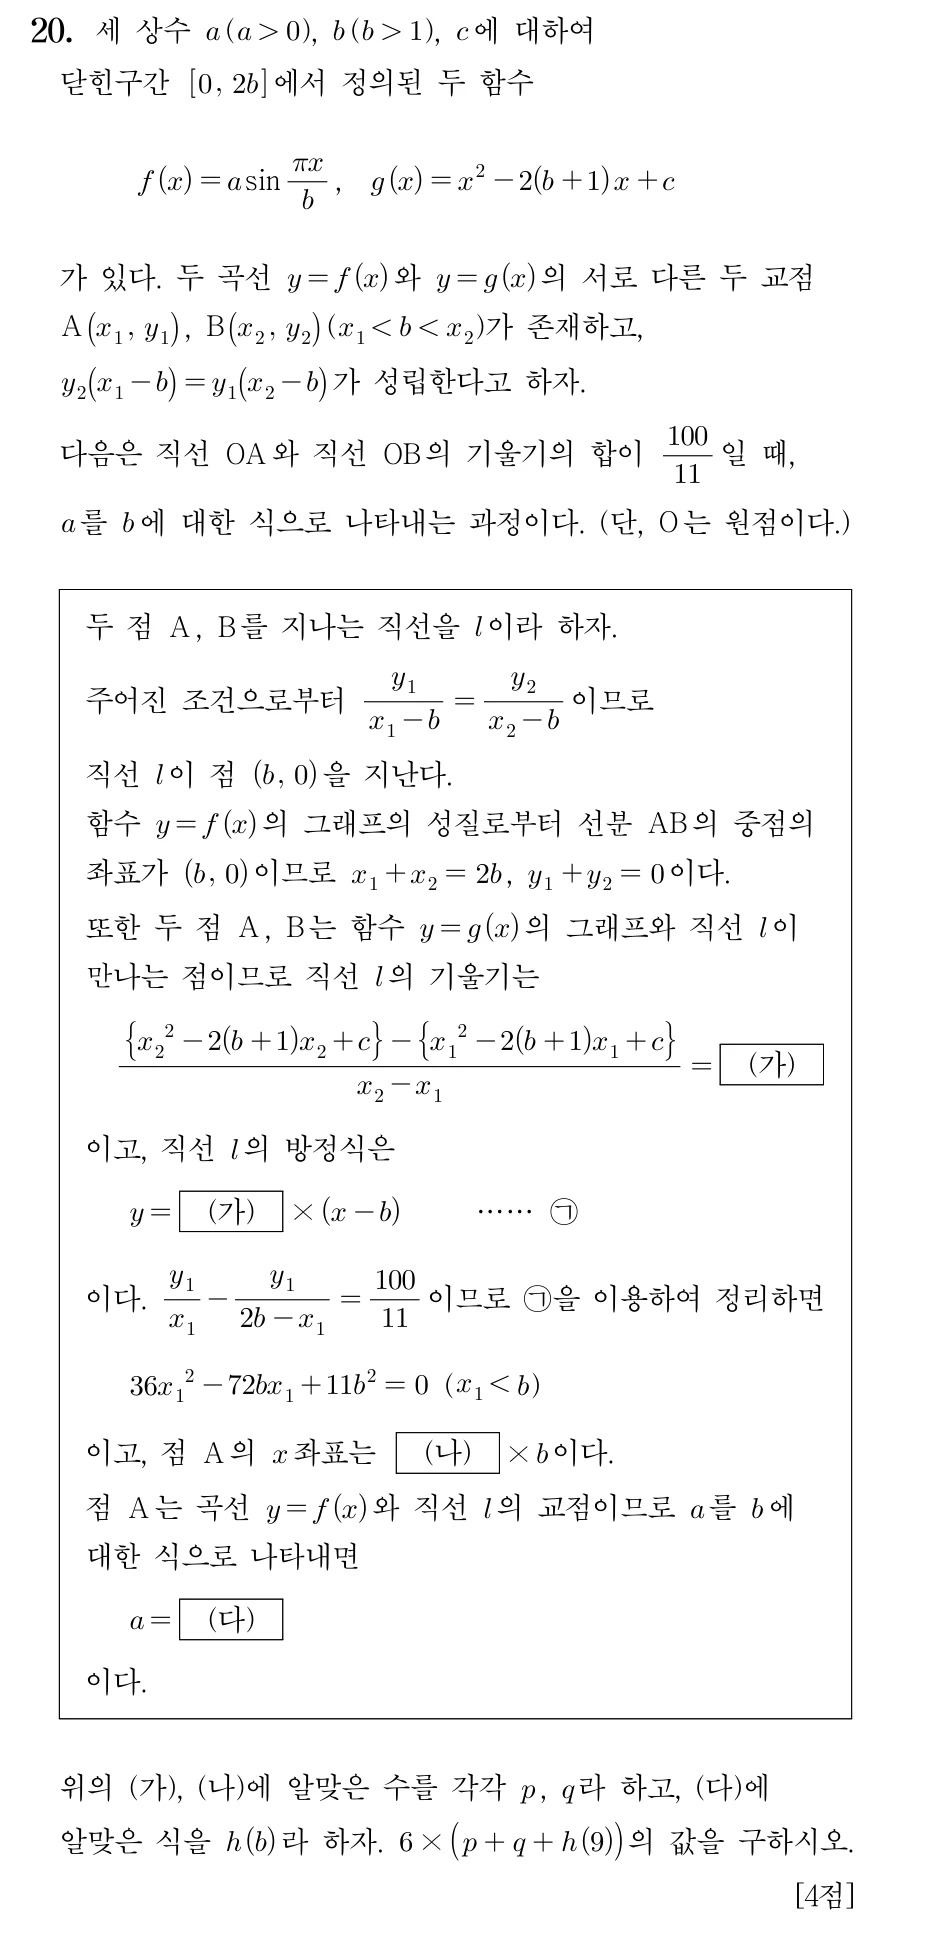 20. 세 상수 a(a>0), b(b>1), c에 대하여
닫힌구간 [0, 2b]에서 정의된 두 함수
f(x)=a sin πx/b, g(x)=x²−2(b+1)x+c
가 있다. 두 곡선 y=f(x)와 y=g(x)의 서로 다른 두 교점
A(x₁, y₁), B(x₂, y₂)(x₁<b<x₂)가 존재하고,
y₂(x₁−b)=y₁(x₂−b)가 성립한다고 하자.
다음은 직선 OA와 직선 OB의 기울기의 합이 100/11일 때,
a를 b에 대한 식으로 나타내는 과정이다. (단, O는 원점이다.)
두 점 A, B를 지나는 직선을 l이라 하자.
주어진 조건으로부터 y₁/(x₁−b) = y₂/(x₂−b)이므로
직선 l이 점 (b, 0)을 지난다.
함수 y=f(x)의 그래프의 성질로부터 선분 AB의 중점의
좌표가 (b, 0)이므로 x₁+x₂=2b, y₁+y₂=0이다.
또한 두 점 A, B는 함수 y=g(x)의 그래프와 직선 l이
만나는 점이므로 직선 l의 기울기는
({x₂²−2(b+1)x₂+c}−{x₁²−2(b+1)x₁+c})/(x₂−x₁) = (가)
이고, 직선 l의 방정식은
y= (가) ×(x−b) …… ㉠
이다. y₁/x₁ − y₁/(2b−x₁) = 100/11이므로 ㉠을 이용하여 정리하면
36x₁²−72bx₁+11b²=0 (x₁<b)
이고, 점 A의 x좌표는 (나) ×b이다.
점 A는 곡선 y=f(x)와 직선 l의 교점이므로 a를 b에
대한 식으로 나타내면
a= (다)
이다.
위의 (가), (나)에 알맞은 수를 각각 p, q라 하고, (다)에
알맞은 식을 h(b)라 하자. 6×(p+q+h(9))의 값을 구하시오.
[4점]